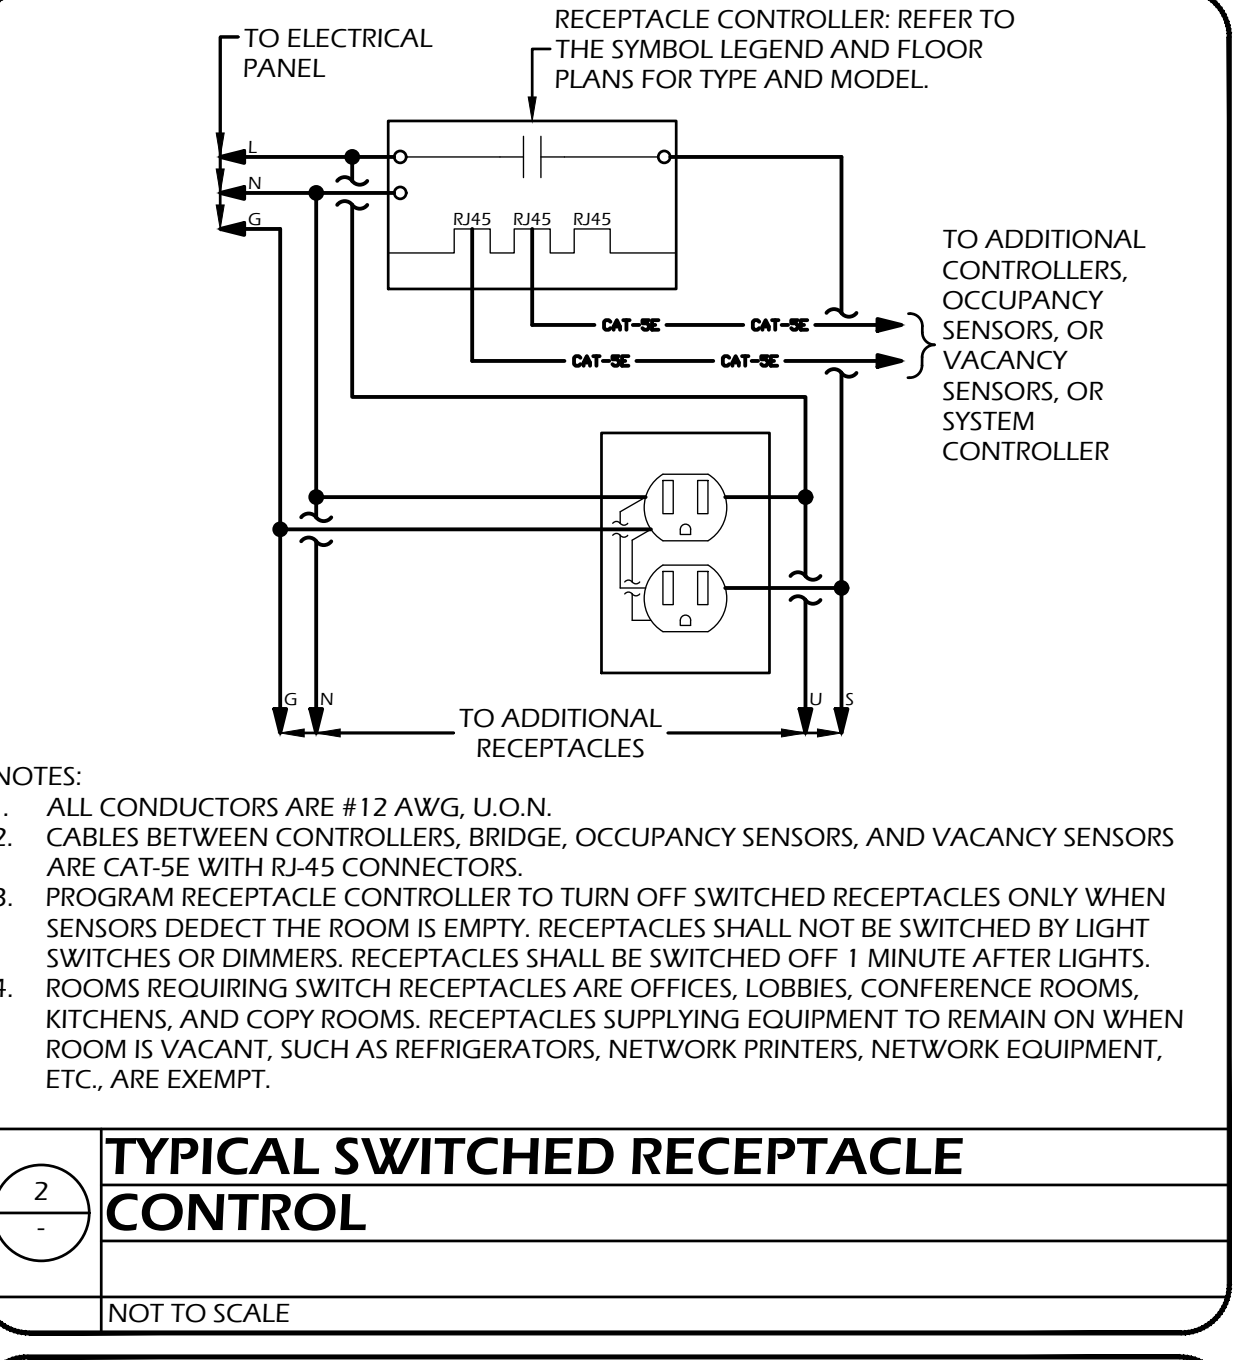 TO ELECTRICAL
PANEL
RECEPTACLE CONTROLLER: REFER TO
THE SYMBOL LEGEND AND FLOOR
PLANS FOR TYPE AND MODEL.
L
N
G
RJ45 RJ45 RJ45
TO ADDITIONAL
CONTROLLERS,
OCCUPANCY
SENSORS, OR
VACANCY
SENSORS, OR
SYSTEM
CONTROLLER
CAT-5E CAT-5E
CAT-5E CAT-5E
G N U S
TO ADDITIONAL
RECEPTACLES
NOTES:
1. ALL CONDUCTORS ARE #12 AWG, U.O.N.
2. CABLES BETWEEN CONTROLLERS, BRIDGE, OCCUPANCY SENSORS, AND VACANCY SENSORS
ARE CAT-5E WITH RJ-45 CONNECTORS.
3. PROGRAM RECEPTACLE CONTROLLER TO TURN OFF SWITCHED RECEPTACLES ONLY WHEN
SENSORS DEDECT THE ROOM IS EMPTY. RECEPTACLES SHALL NOT BE SWITCHED BY LIGHT
SWITCHES OR DIMMERS. RECEPTACLES SHALL BE SWITCHED OFF 1 MINUTE AFTER LIGHTS.
4. ROOMS REQUIRING SWITCH RECEPTACLES ARE OFFICES, LOBBIES, CONFERENCE ROOMS,
KITCHENS, AND COPY ROOMS. RECEPTACLES SUPPLYING EQUIPMENT TO REMAIN ON WHEN
ROOM IS VACANT, SUCH AS REFRIGERATORS, NETWORK PRINTERS, NETWORK EQUIPMENT,
ETC., ARE EXEMPT.
2
-
TYPICAL SWITCHED RECEPTACLE
CONTROL
NOT TO SCALE